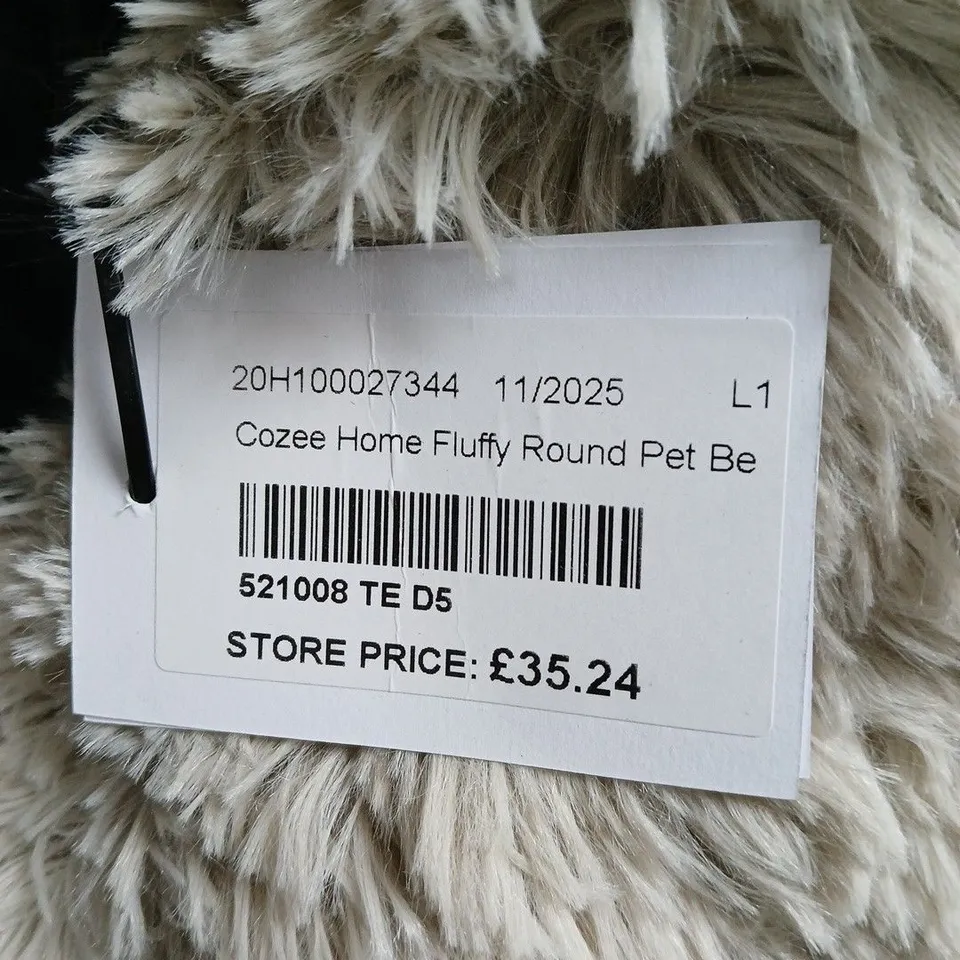 20H100027344 11/2025 L1
Cozee Home Fluffy Round Pet Be
521008 TE D5
STORE PRICE: £35.24